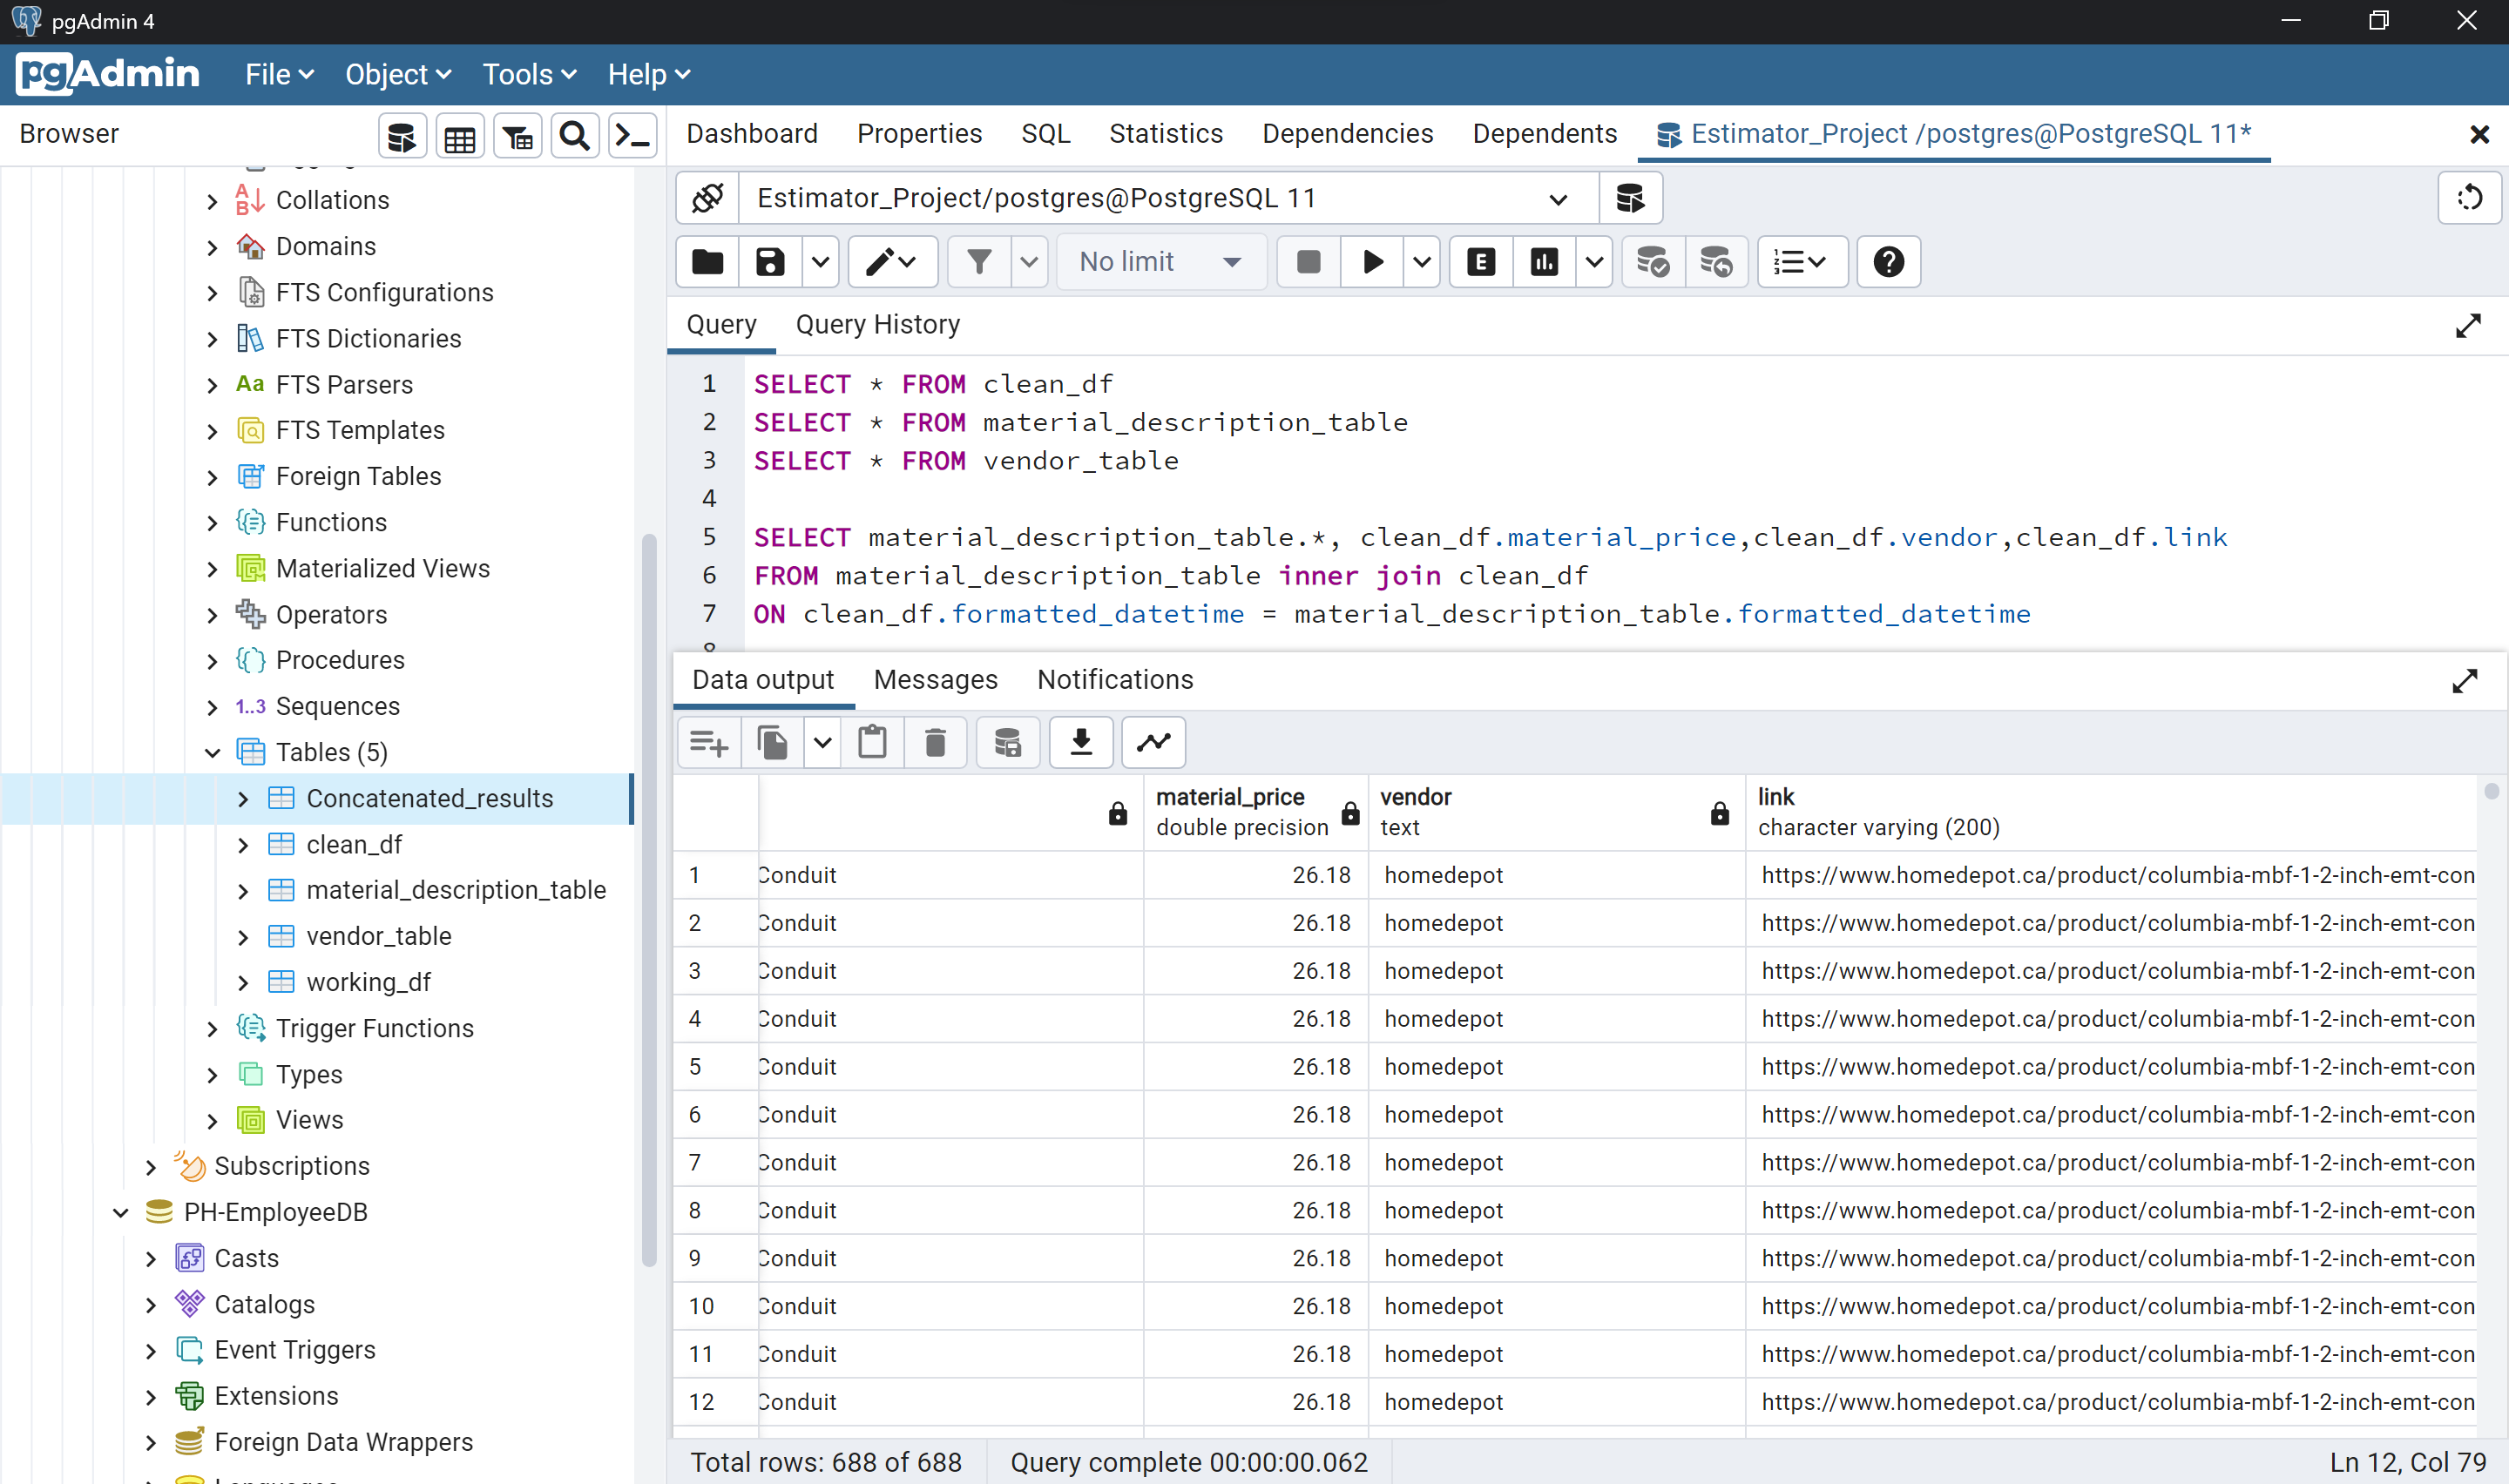 pgAdmin 4
pgAdmin File Object Tools Help
Browser
Dashboard Properties SQL Statistics Dependencies Dependents Estimator_Project /postgres@PostgreSQL 11*
Collations
Domains
FTS Configurations
FTS Dictionaries
Aa FTS Parsers
FTS Templates
Foreign Tables
Functions
Materialized Views
Operators
Procedures
1..3 Sequences
Tables (5)
Concatenated_results
clean_df
material_description_table
vendor_table
working_df
Trigger Functions
Types
Views
Subscriptions
PH-EmployeeDB
Casts
Catalogs
Event Triggers
Extensions
Foreign Data Wrappers
Estimator_Project/postgres@PostgreSQL 11
No limit
Query Query History
1 SELECT * FROM clean_df
2 SELECT * FROM material_description_table
3 SELECT * FROM vendor_table
4
5 SELECT material_description_table.*, clean_df.material_price,clean_df.vendor,clean_df.link
6 FROM material_description_table inner join clean_df
7 ON clean_df.formatted_datetime = material_description_table.formatted_datetime
8
Data output Messages Notifications
material_price vendor link
double precision text character varying (200)
1 Conduit 26.18 homedepot https://www.homedepot.ca/product/columbia-mbf-1-2-inch-emt-con
2 Conduit 26.18 homedepot https://www.homedepot.ca/product/columbia-mbf-1-2-inch-emt-con
3 Conduit 26.18 homedepot https://www.homedepot.ca/product/columbia-mbf-1-2-inch-emt-con
4 Conduit 26.18 homedepot https://www.homedepot.ca/product/columbia-mbf-1-2-inch-emt-con
5 Conduit 26.18 homedepot https://www.homedepot.ca/product/columbia-mbf-1-2-inch-emt-con
6 Conduit 26.18 homedepot https://www.homedepot.ca/product/columbia-mbf-1-2-inch-emt-con
7 Conduit 26.18 homedepot https://www.homedepot.ca/product/columbia-mbf-1-2-inch-emt-con
8 Conduit 26.18 homedepot https://www.homedepot.ca/product/columbia-mbf-1-2-inch-emt-con
9 Conduit 26.18 homedepot https://www.homedepot.ca/product/columbia-mbf-1-2-inch-emt-con
10 Conduit 26.18 homedepot https://www.homedepot.ca/product/columbia-mbf-1-2-inch-emt-con
11 Conduit 26.18 homedepot https://www.homedepot.ca/product/columbia-mbf-1-2-inch-emt-con
12 Conduit 26.18 homedepot https://www.homedepot.ca/product/columbia-mbf-1-2-inch-emt-con
Total rows: 688 of 688 Query complete 00:00:00.062 Ln 12, Col 79